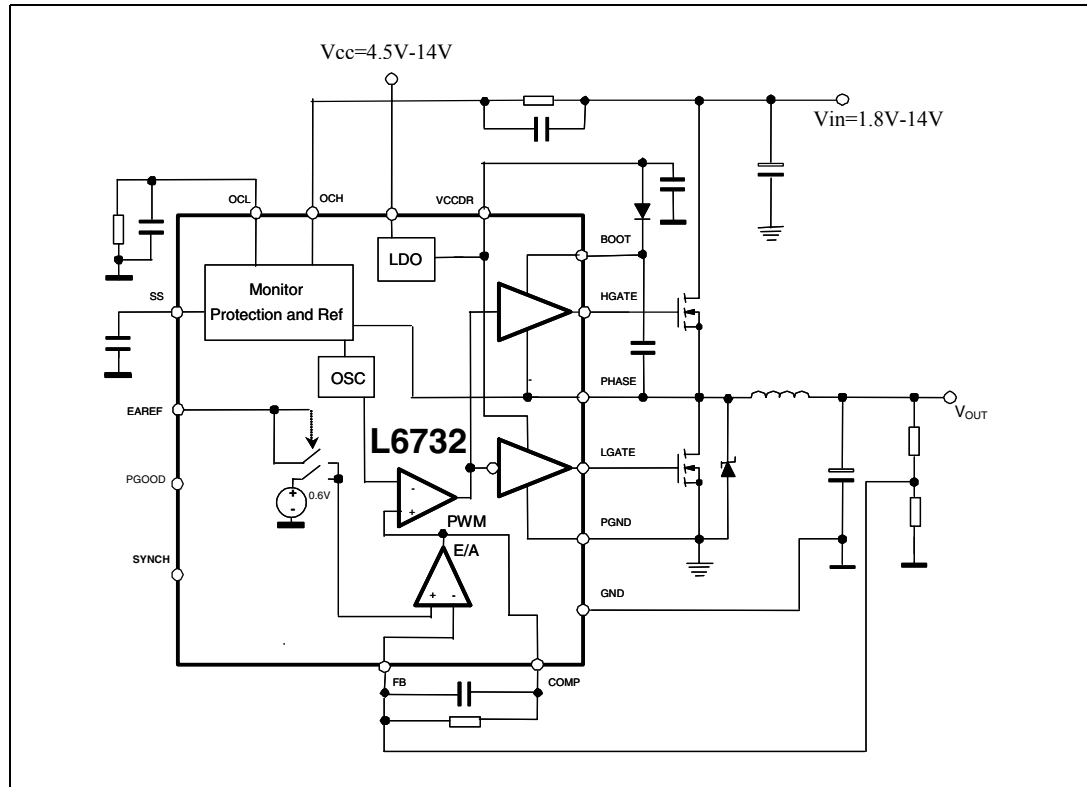 Vcc=4.5V-14V
Vin=1.8V-14V
OCL
OCH
VCCDR
LDO
BOOT
Monitor
Protection and Ref
SS
HGATE
OSC
-
PHASE
EAREF
VOUT
L6732
LGATE
PGOOD
0.6V
+
-
-
+
PWM
PGND
E/A
SYNCH
+ -
GND
FB
COMP